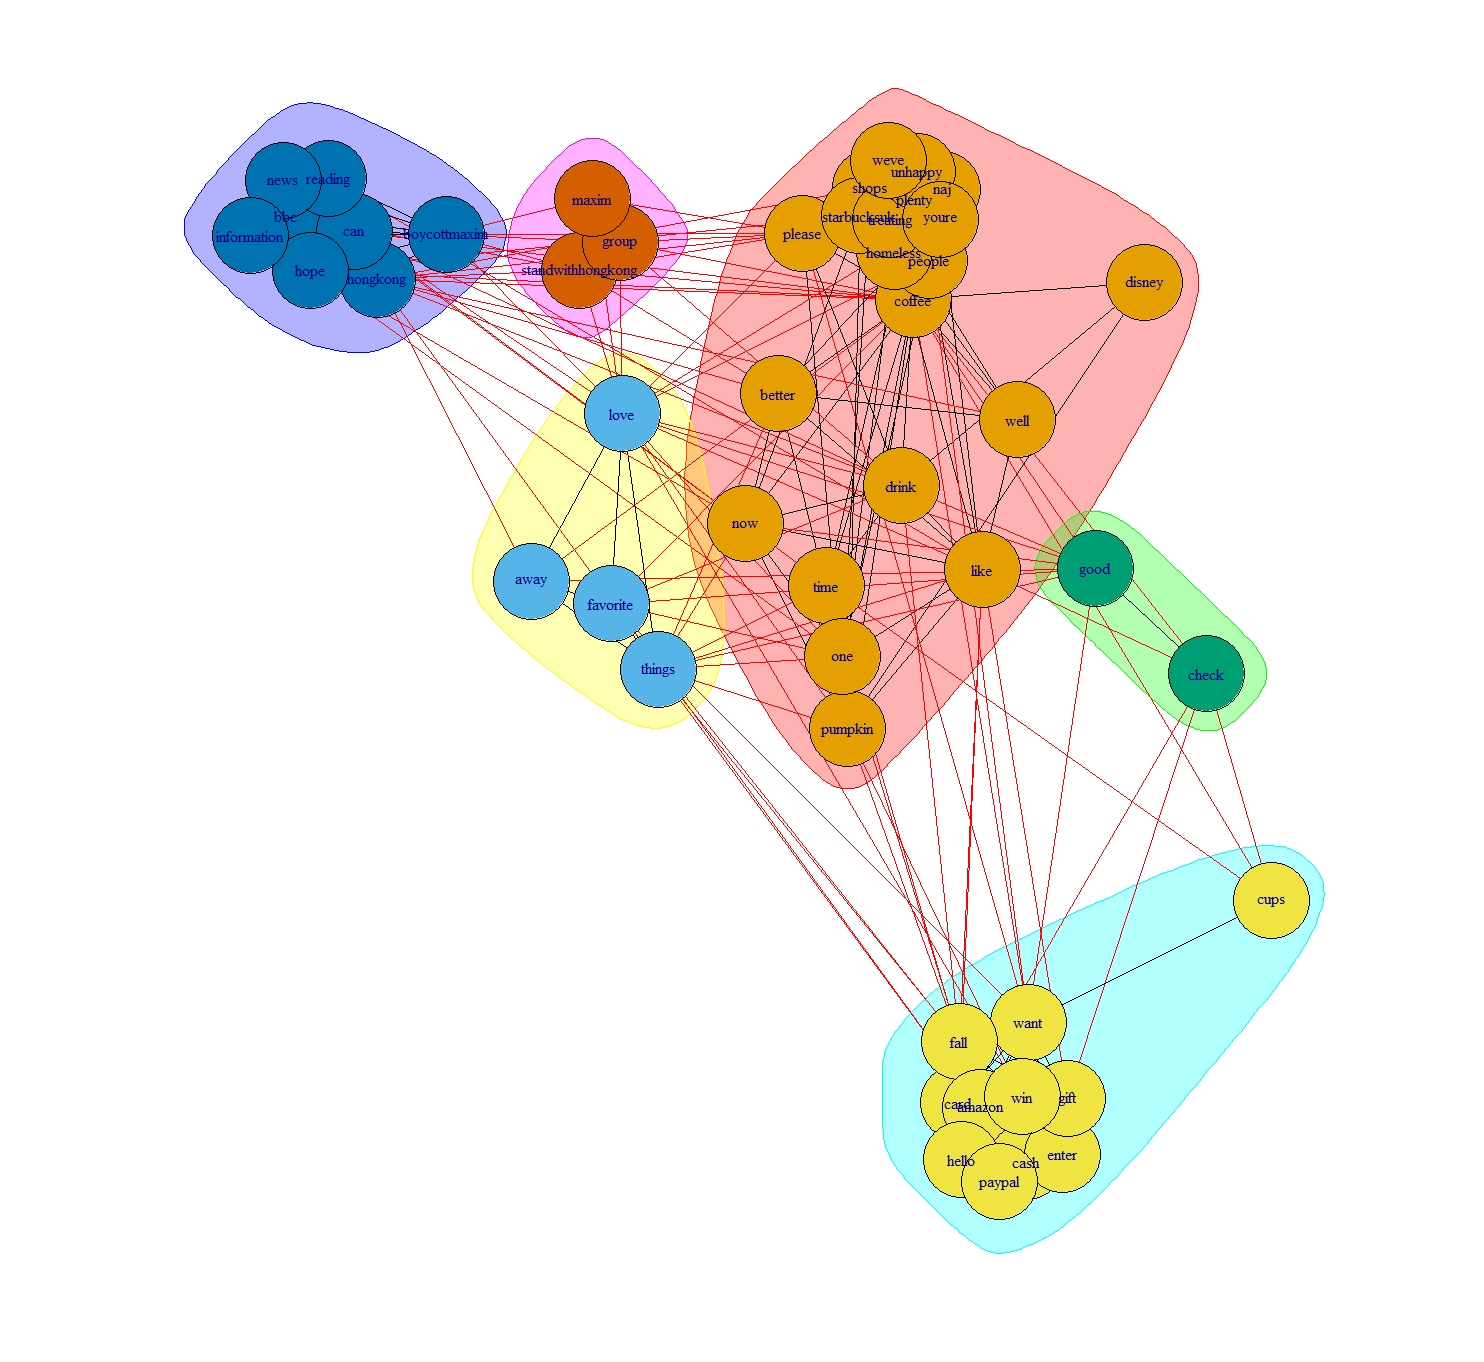 weve
unhappy
news
reading
shops
naj
maxim
plenty
bbc
starbucksuk
treating
youre
can
information
boycottmaxim
please
group
homeless
people
hope
hongkong
standwithhongkong
disney
coffee
better
love
well
drink
now
away
favorite
time
like
good
one
things
check
pumpkin
cups
want
fall
card
amazon
win
gift
hello
cash
enter
paypal